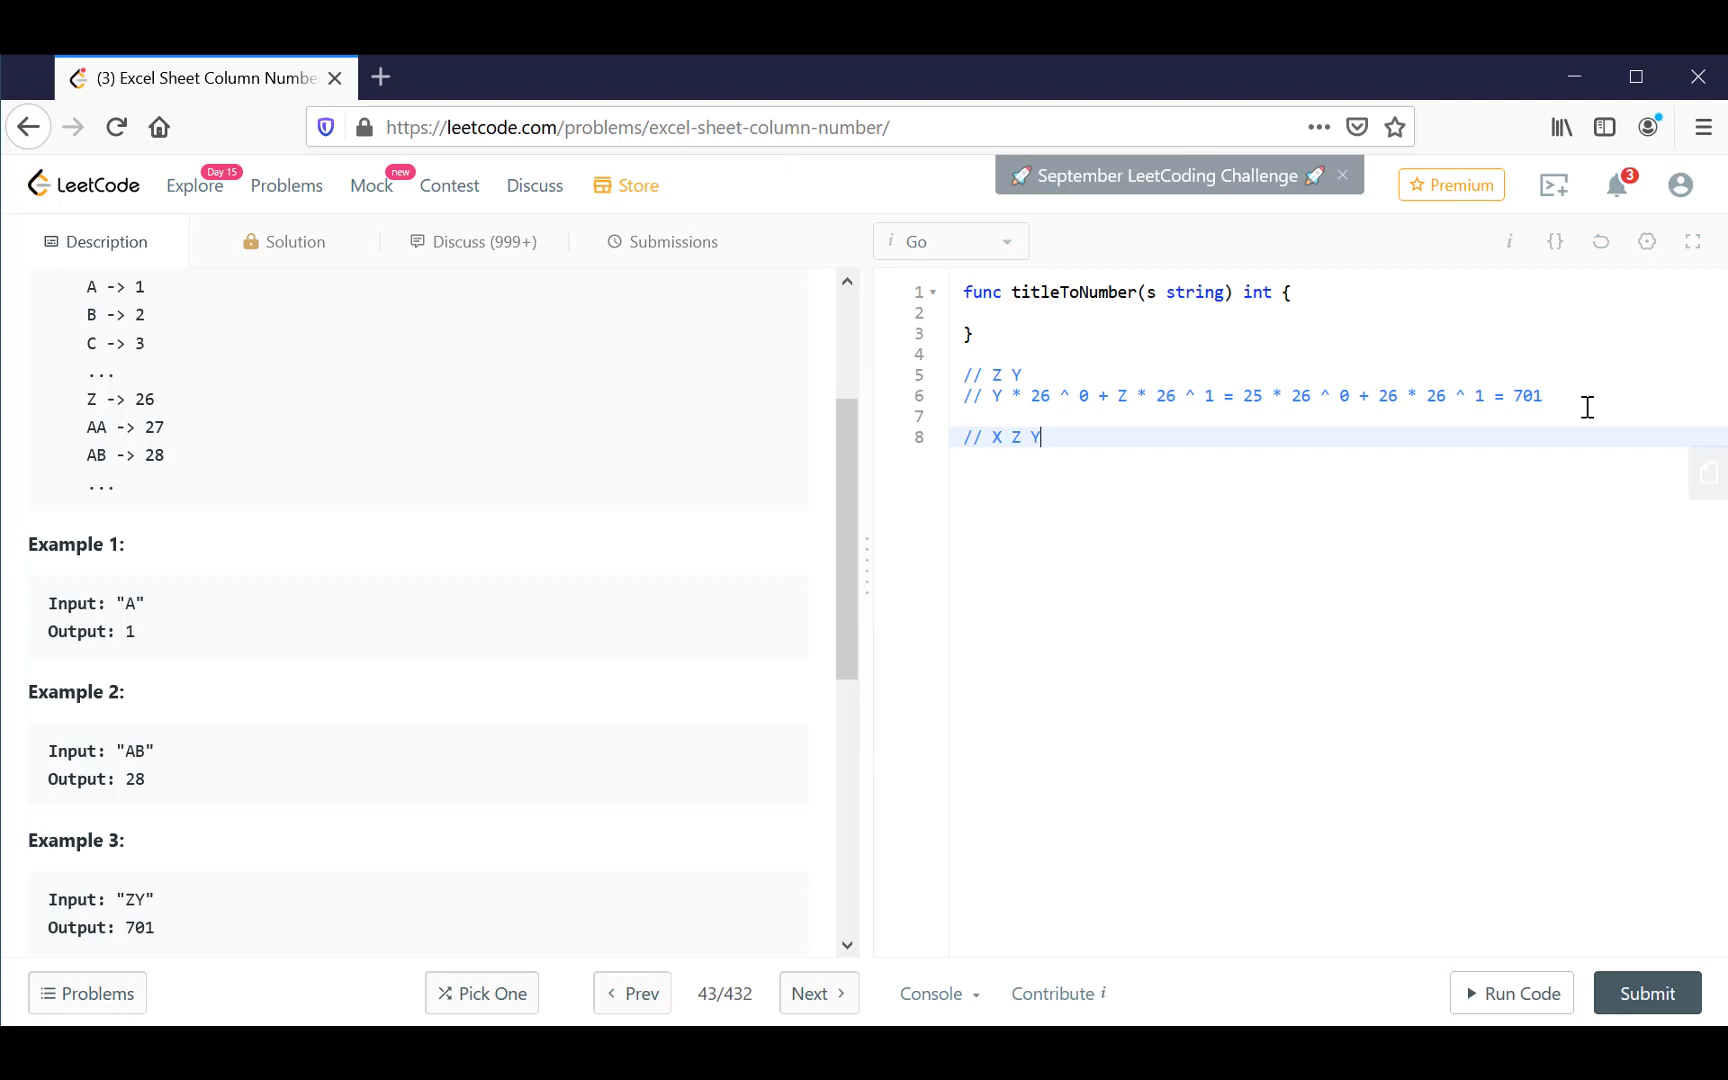 (3) Excel Sheet Column Numbe
https://leetcode.com/problems/excel-sheet-column-number/
LeetCode
Explore
Day 15
Problems
Mock
new
Contest
Discuss
Store
🚀 September LeetCoding Challenge 🚀
Premium
3
Description
Solution
Discuss (999+)
Submissions
i Go
A -> 1
B -> 2
C -> 3
...
Z -> 26
AA -> 27
AB -> 28
...
Example 1:
Input: "A"
Output: 1
Example 2:
Input: "AB"
Output: 28
Example 3:
Input: "ZY"
Output: 701
1 func titleToNumber(s string) int {
2
3 }
4
5 // Z Y
6 // Y * 26 ^ 0 + Z * 26 ^ 1 = 25 * 26 ^ 0 + 26 * 26 ^ 1 = 701
7
8 // X Z Y
Problems
Pick One
Prev
43/432
Next
Console
Contribute i
Run Code
Submit